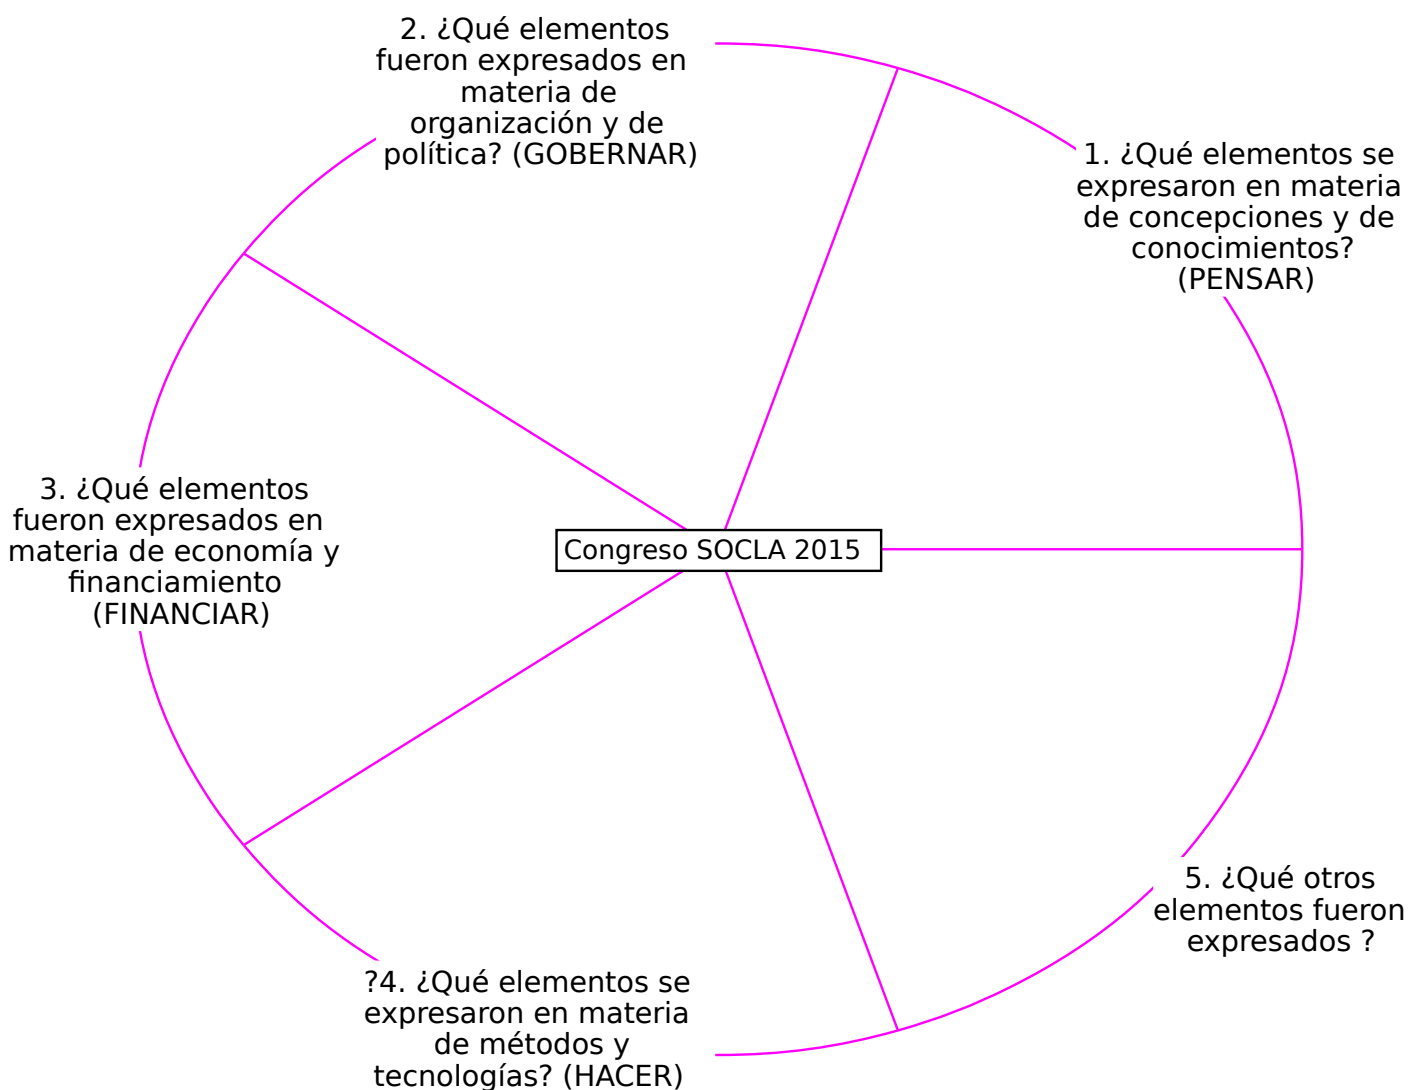 2. ¿Qué elementos
fueron expresados en
materia de
organización y de
política? (GOBERNAR)
1. ¿Qué elementos se
expresaron en materia
de concepciones y de
conocimientos?
(PENSAR)
3. ¿Qué elementos
fueron expresados en
materia de economía y
financiamiento
(FINANCIAR)
Congreso SOCLA 2015
5. ¿Qué otros
elementos fueron
expresados ?
?4. ¿Qué elementos se
expresaron en materia
de métodos y
tecnologías? (HACER)